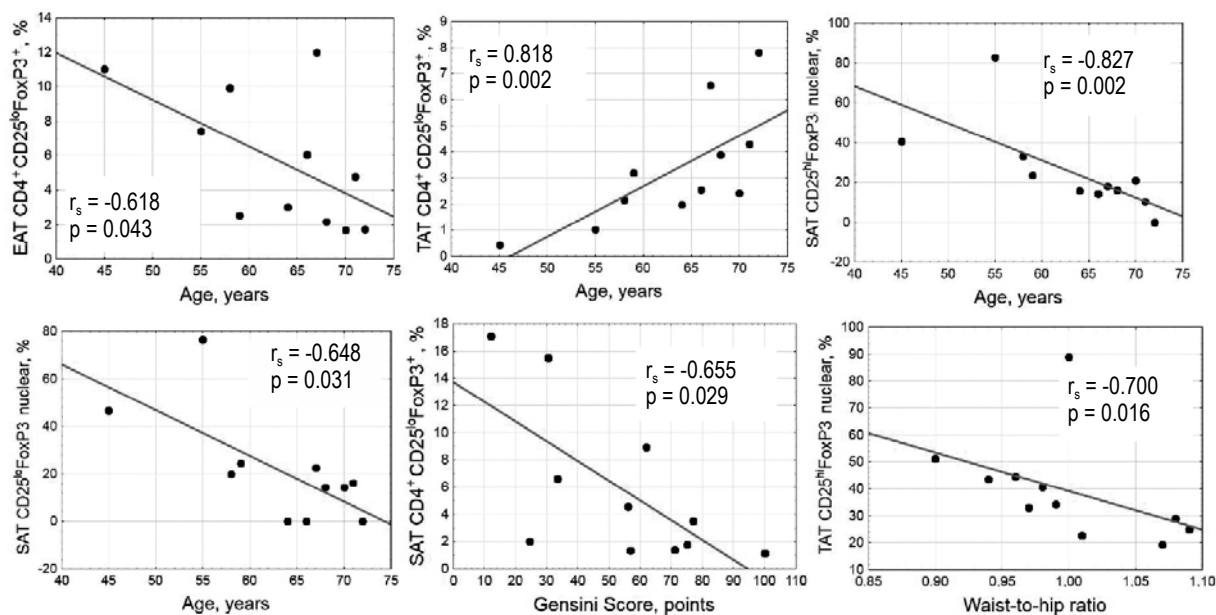 EAT CD4⁺CD25ˡᵒFoxP3⁺, %
14
12
10
8
6
4
2
0
r_s = -0.618
p = 0.043
40 45 50 55 60 65 70 75
Age, years
TAT CD4⁺CD25ˡᵒFoxP3⁺, %
9
8
7
6
5
4
3
2
1
0
r_s = 0.818
p = 0.002
40 45 50 55 60 65 70 75
Age, years
SAT CD25ʰⁱFoxP3 nuclear, %
100
80
60
40
20
0
-20
r_s = -0.827
p = 0.002
40 45 50 55 60 65 70 75
Age, years
SAT CD25ˡᵒFoxP3 nuclear, %
80
60
40
20
0
-20
r_s = -0.648
p = 0.031
40 45 50 55 60 65 70 75
Age, years
SAT CD4⁺CD25ˡᵒFoxP3⁺, %
18
16
14
12
10
8
6
4
2
0
r_s = -0.655
p = 0.029
0 10 20 30 40 50 60 70 80 90 100 110
Gensini Score, points
TAT CD25ʰⁱFoxP3 nuclear, %
100
90
80
70
60
50
40
30
20
10
r_s = -0.700
p = 0.016
0.85 0.90 0.95 1.00 1.05 1.10
Waist-to-hip ratio